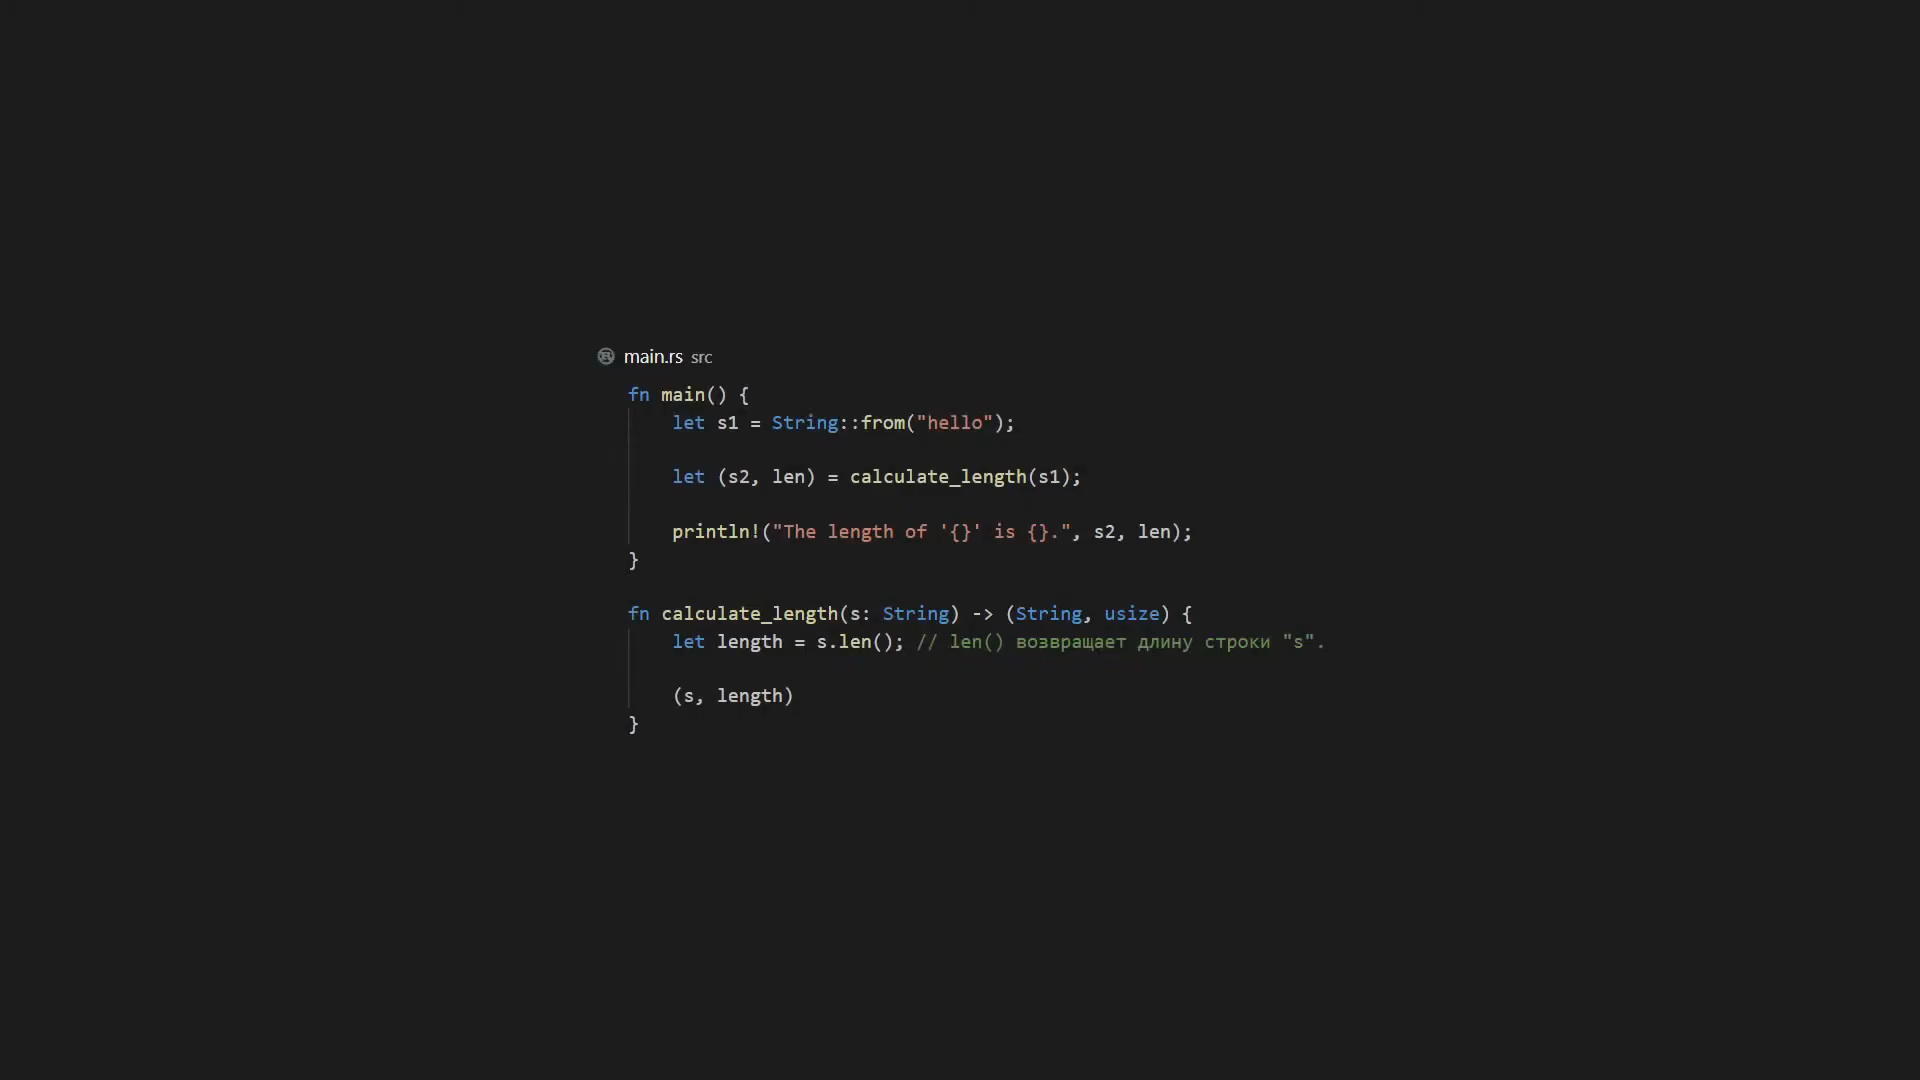 main.rs src
fn main() {
    let s1 = String::from("hello");
    let (s2, len) = calculate_length(s1);
    println!("The length of '{}' is {}.", s2, len);
}
fn calculate_length(s: String) -> (String, usize) {
    let length = s.len(); // len() возвращает длину строки "s".
    (s, length)
}